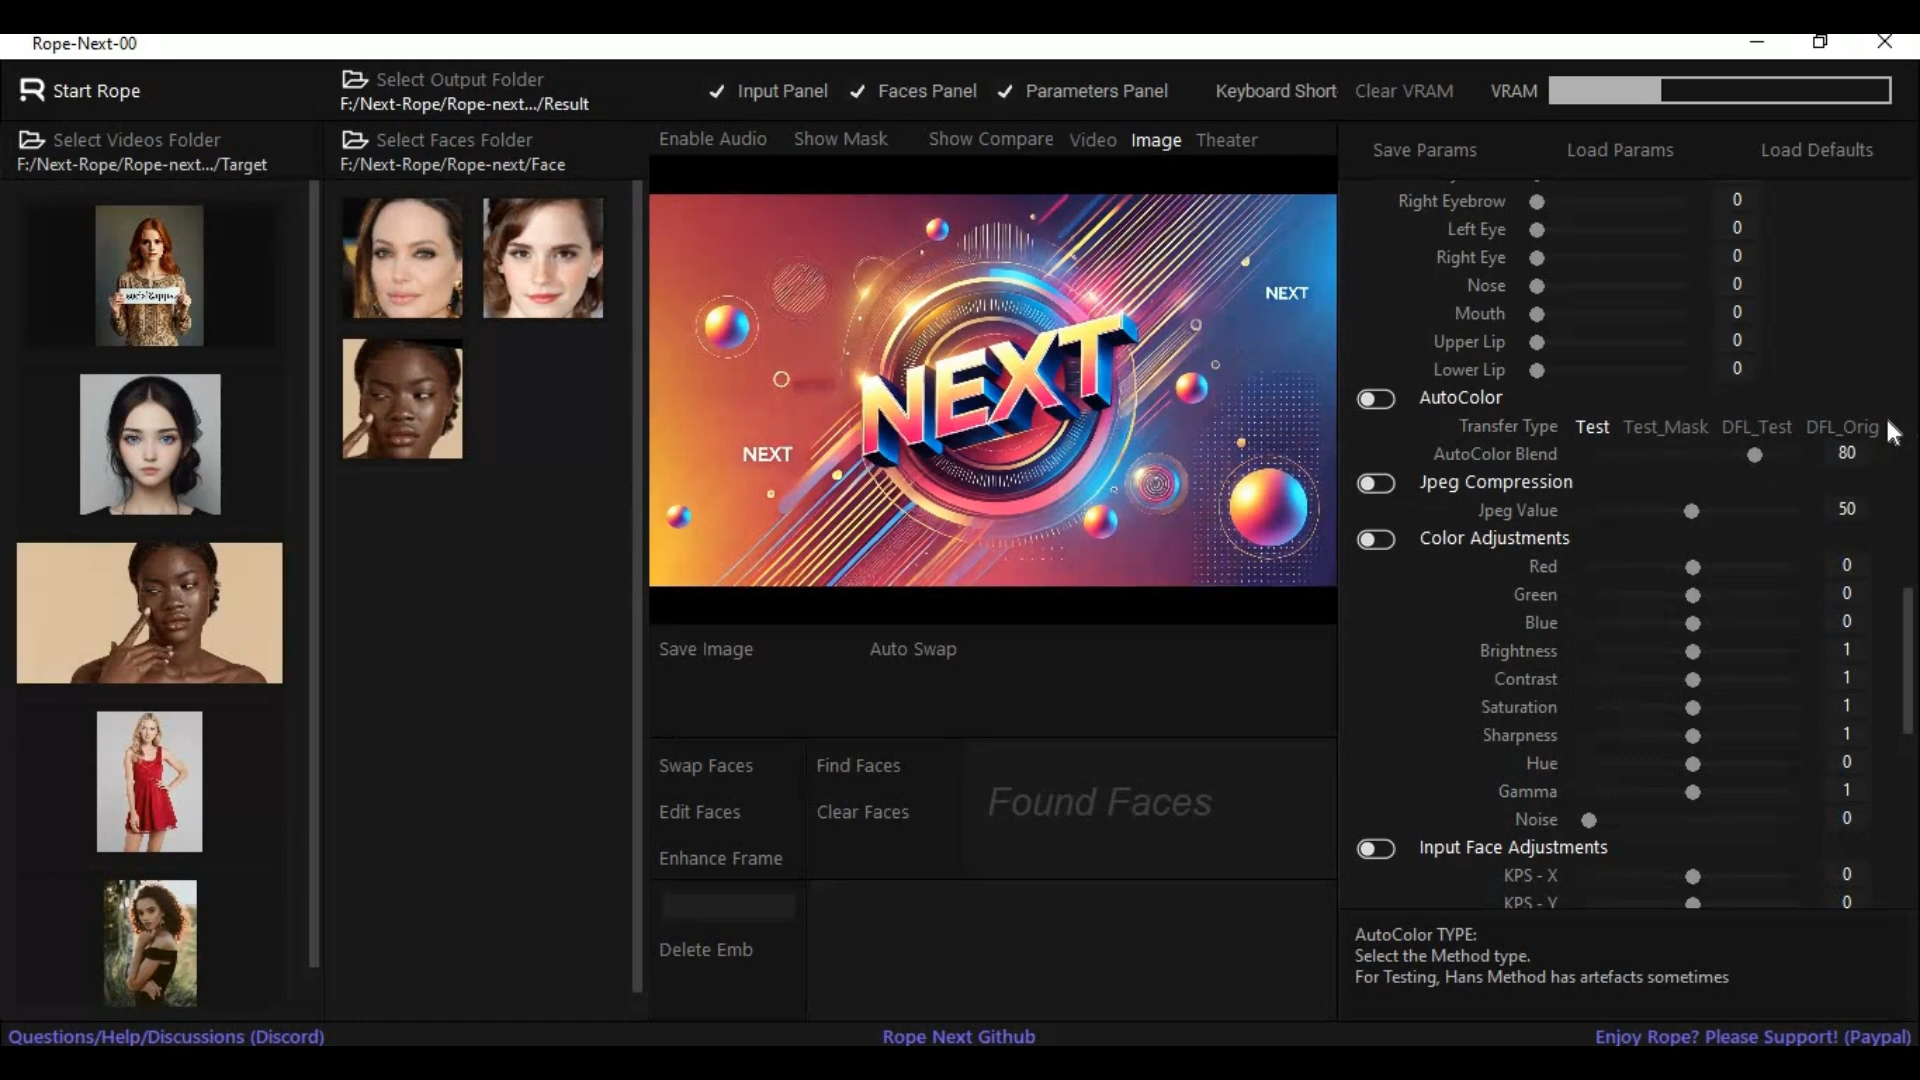 Rope-Next-00
Start Rope
Select Output Folder
F:/Next-Rope/Rope-next.../Result
Input Panel
Faces Panel
Parameters Panel
Keyboard Short
Clear VRAM
VRAM
Select Videos Folder
F:/Next-Rope/Rope-next.../Target
Select Faces Folder
F:/Next-Rope/Rope-next/Face
Enable Audio
Show Mask
Show Compare
Video
Image
Theater
NEXT
NEXT
NEXT
Save Image
Auto Swap
Swap Faces
Find Faces
Edit Faces
Clear Faces
Enhance Frame
Found Faces
Delete Emb
Save Params
Load Params
Load Defaults
Right Eyebrow 0
Left Eye 0
Right Eye 0
Nose 0
Mouth 0
Upper Lip 0
Lower Lip 0
AutoColor
Transfer Type Test Test_Mask DFL_Test DFL_Orig
AutoColor Blend 80
Jpeg Compression
Jpeg Value 50
Color Adjustments
Red 0
Green 0
Blue 0
Brightness 1
Contrast 1
Saturation 1
Sharpness 1
Hue 0
Gamma 1
Noise 0
Input Face Adjustments
KPS - X 0
KPS - Y 0
AutoColor TYPE:
Select the Method type.
For Testing, Hans Method has artefacts sometimes
Questions/Help/Discussions (Discord)
Rope Next Github
Enjoy Rope? Please Support! (Paypal)